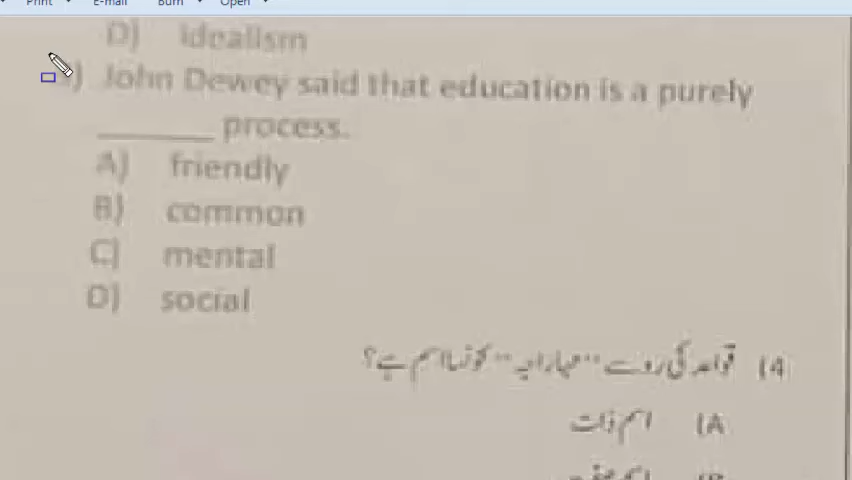 Print E-mail Burn Open
D) idealism
) John Dewey said that education is a purely
________ process.
A) friendly
B) common
C) mental
D) social
4) قواعد کی رو سے "مہاراجہ" کونسا اسم ہے؟
A) اسم ذات